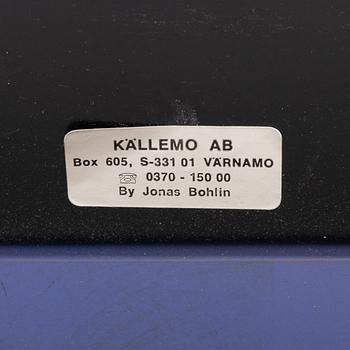 KÄLLEMO AB
Box 605, S-331 01 VÄRNAMO
☏ 0370 - 150 00
By Jonas Bohlin